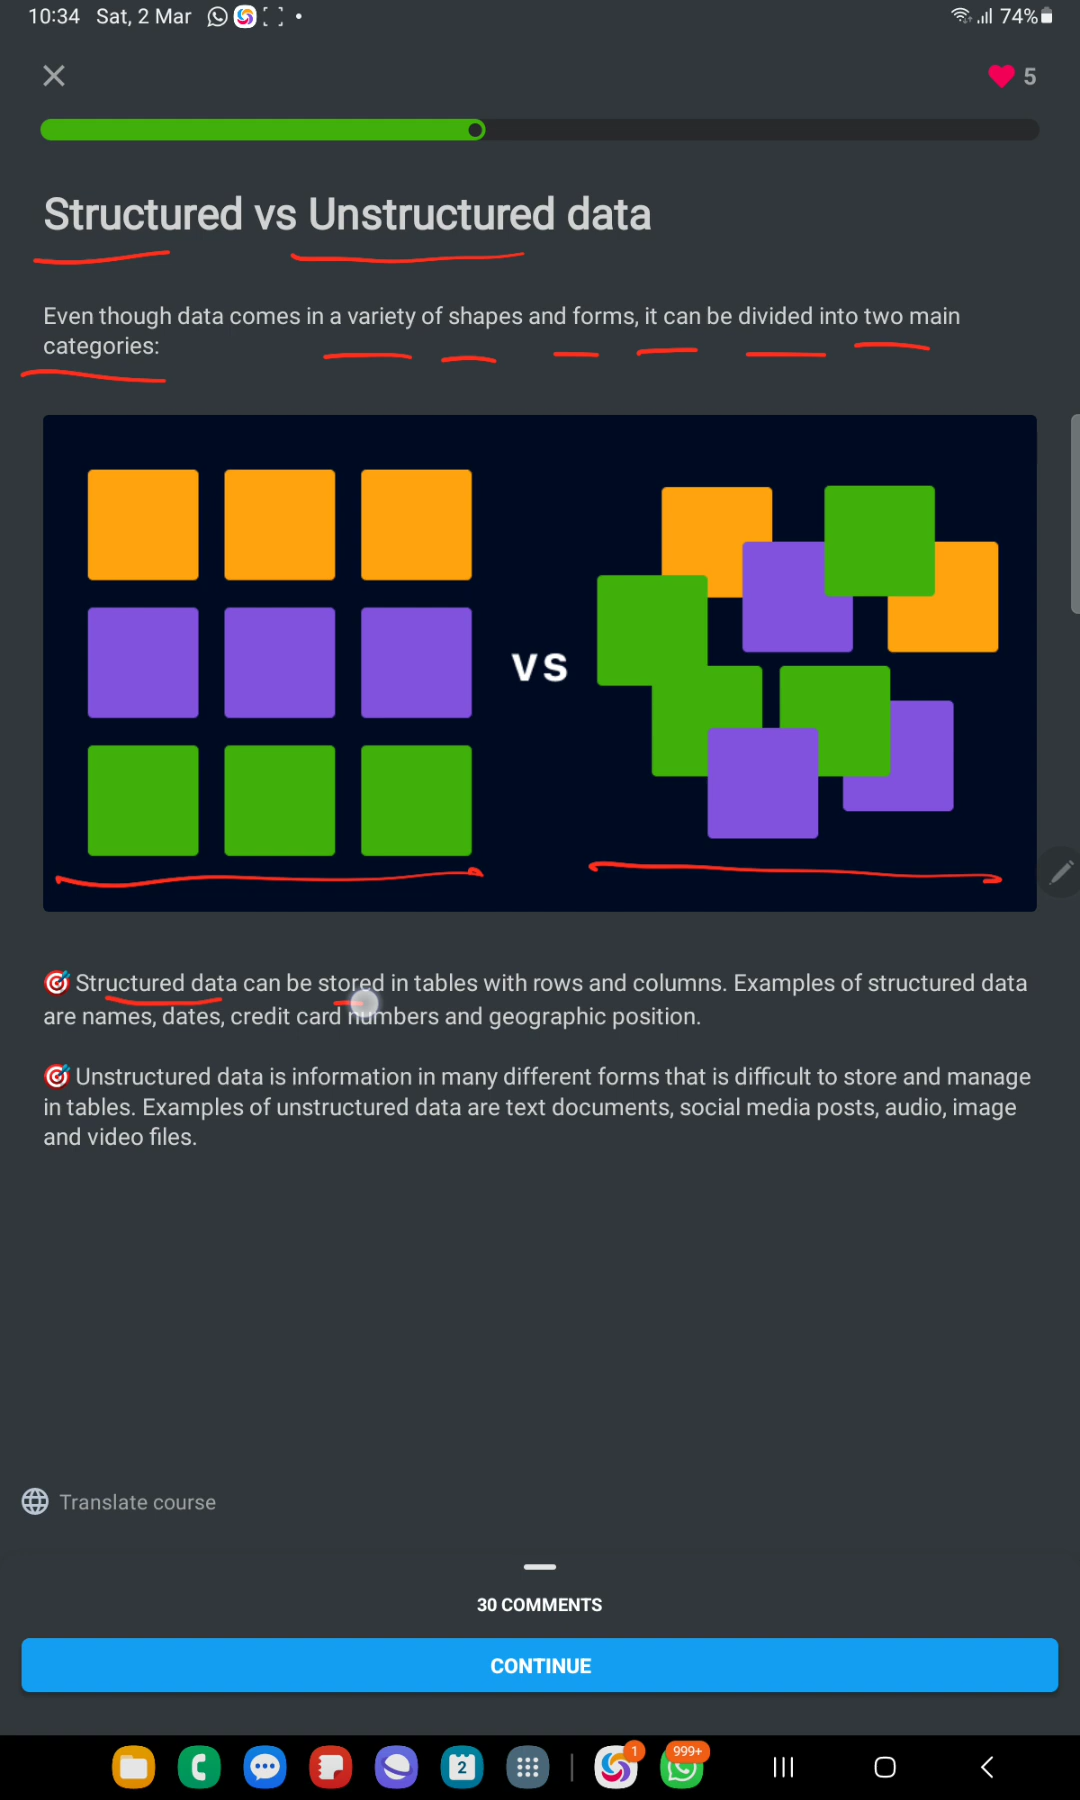 10:34 Sat, 2 Mar
74%
5
Structured vs Unstructured data
Even though data comes in a variety of shapes and forms, it can be divided into two main
categories:
vs
Structured data can be stored in tables with rows and columns. Examples of structured data
are names, dates, credit card numbers and geographic position.
Unstructured data is information in many different forms that is difficult to store and manage
in tables. Examples of unstructured data are text documents, social media posts, audio, image
and video files.
Translate course
30 COMMENTS
CONTINUE
2
1
999+